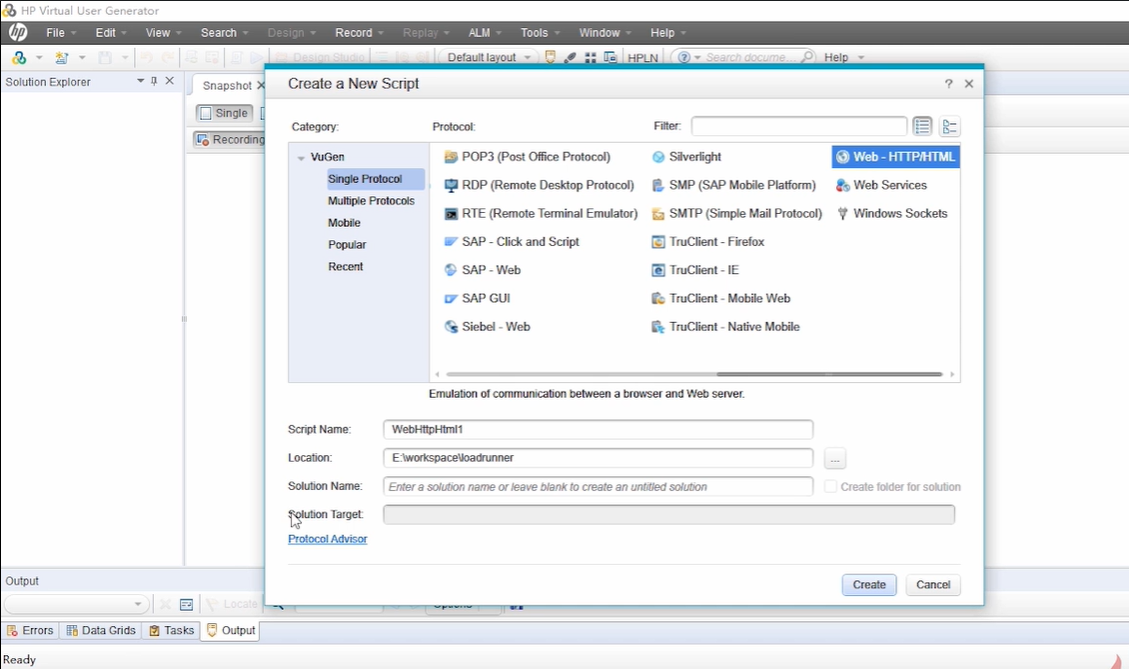 HP Virtual User Generator
hp File Edit View Search Design Record Replay ALM Tools Window Help
Design Studio Default layout HPLN Search docume... Help
Solution Explorer
Snapshot
Single
Recording
Create a New Script
Category: Protocol: Filter:
VuGen
Single Protocol
Multiple Protocols
Mobile
Popular
Recent
POP3 (Post Office Protocol) Silverlight Web - HTTP/HTML
RDP (Remote Desktop Protocol) SMP (SAP Mobile Platform) Web Services
RTE (Remote Terminal Emulator) SMTP (Simple Mail Protocol) Windows Sockets
SAP - Click and Script TruClient - Firefox
SAP - Web TruClient - IE
SAP GUI TruClient - Mobile Web
Siebel - Web TruClient - Native Mobile
Emulation of communication between a browser and Web server.
Script Name: WebHttpHtml1
Location: E:\workspace\loadrunner ...
Solution Name: Enter a solution name or leave blank to create an untitled solution Create folder for solution
Solution Target:
Protocol Advisor
Create Cancel
Output
Locate Options
Errors Data Grids Tasks Output
Ready